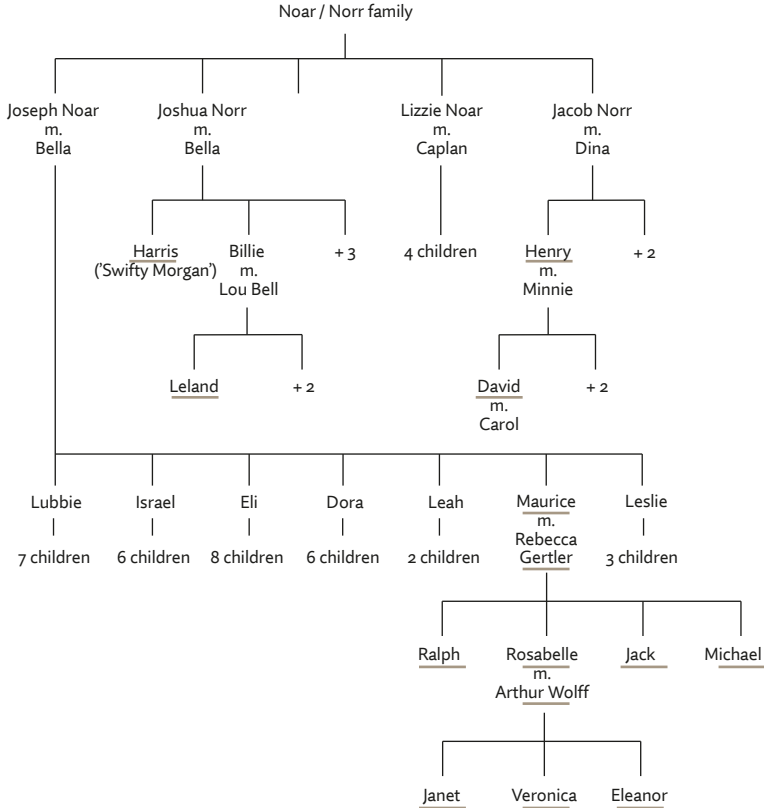 Noar / Norr family
Joseph Noar
m.
Bella
Joshua Norr
m.
Bella
Lizzie Noar
m.
Caplan
Jacob Norr
m.
Dina
Harris
('Swifty Morgan')
Billie
m.
Lou Bell
+ 3
4 children
Henry
m.
Minnie
+ 2
Leland
+ 2
David
m.
Carol
+ 2
Lubbie
7 children
Israel
6 children
Eli
8 children
Dora
6 children
Leah
2 children
Maurice
m.
Rebecca
Gertler
Leslie
3 children
Ralph
Rosabelle
m.
Arthur Wolff
Jack
Michael
Janet
Veronica
Eleanor